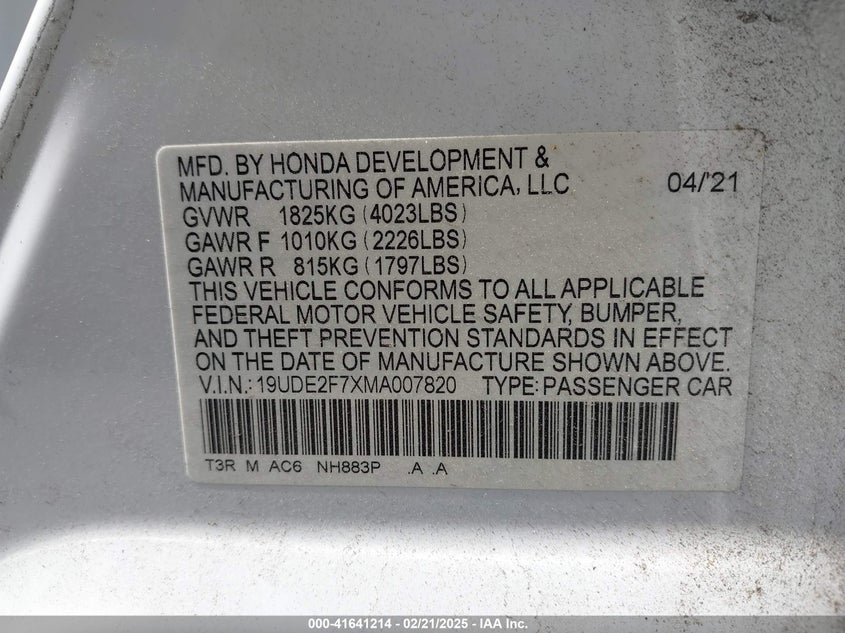 MFD. BY HONDA DEVELOPMENT &
MANUFACTURING OF AMERICA, LLC 04/'21
GVWR 1825KG (4023LBS)
GAWR F 1010KG (2226LBS)
GAWR R 815KG (1797LBS)
THIS VEHICLE CONFORMS TO ALL APPLICABLE
FEDERAL MOTOR VEHICLE SAFETY, BUMPER,
AND THEFT PREVENTION STANDARDS IN EFFECT
ON THE DATE OF MANUFACTURE SHOWN ABOVE.
V.I.N.: 19UDE2F7XMA007820 TYPE: PASSENGER CAR
T3R M AC6 NH883P .A .A
000-41641214 - 02/21/2025 - IAA Inc.